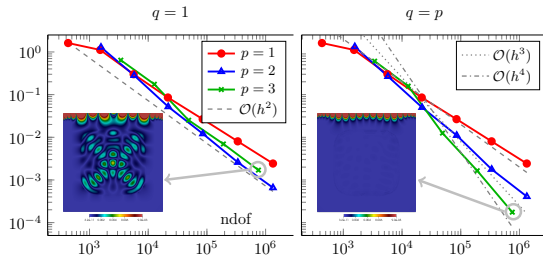 q = 1
q = p
10^0
10^−1
10^−2
10^−3
10^−4
p = 1
p = 2
p = 3
O(h^2)
O(h^3)
O(h^4)
ndof
10^3 10^4 10^5 10^6
10^3 10^4 10^5 10^6